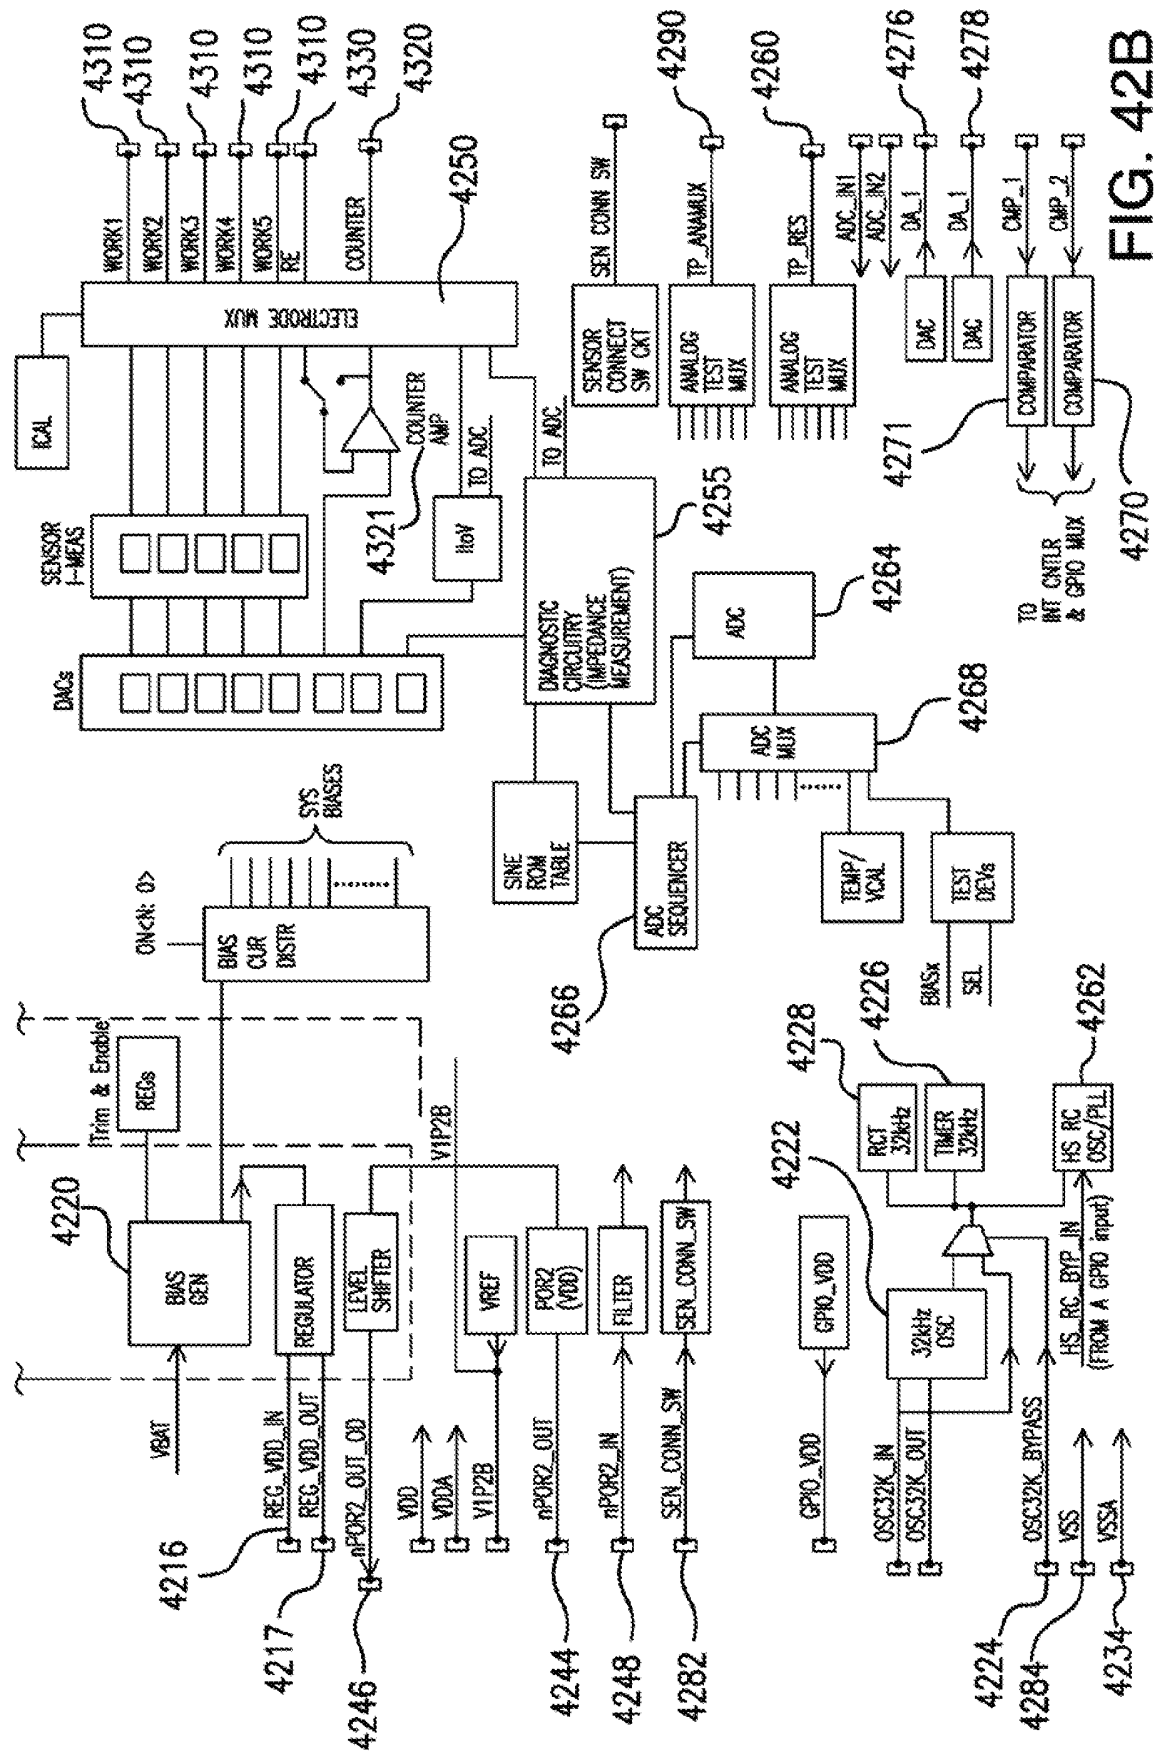 FIG. 42B
4310
4310
4310
4310
4310
4330
4320
WORK1
WORK2
WORK3
WORK4
WORK5
RE
COUNTER
4250
ELECTRODE MUX
ICAL
SENSOR
I-MEAS
DACs
COUNTER
AMP
4321
TO ADC
ItoV
TO ADC
DIAGNOSTIC
CIRCUITRY
(IMPEDANCE
MEASUREMENT)
4255
SEN CONN SW
SENSOR
CONNECT
SW CKT
4290
TP_ANAMUX
ANALOG
TEST
MUX
4260
TP_RES
ANALOG
TEST
MUX
ADC_IN1
ADC_IN2
4276
DA_1
DAC
4278
DA_1
DAC
CMP_1
COMPARATOR
4271
CMP_2
COMPARATOR
4270
TO
INT CNTLR
& GPIO MUX
ADC
4264
ADC
MUX
4268
SINE
ROM
TABLE
ADC
SEQUENCER
4266
TEMP/
VCAL
TEST
DEVs
BIASx
SEL
SYS
BIASES
ON<N: 0>
BIAS
CUR
DISTR
Trim & Enable
REGs
4220
BIAS
GEN
VBAT
REGULATOR
REG_VDD_IN
REG_VDD_OUT
4216
4217
LEVEL
SHIFTER
nPOR2_OUT_OD
4246
VDD
VDDA
V1P2B
V1P2B
VREF
POR2
(VDD)
nPOR2_OUT
4244
FILTER
nPOR2_IN
4248
SEN_CONN_SW
SEN_CONN_SW
4282
GPIO_VDD
GPIO_VDD
4222
32kHz
OSC
OSC32K_IN
OSC32K_OUT
4228
RCT
32kHz
4226
TIMER
32kHz
4262
HS RC
OSC/PLL
HS_RC_BYP_IN
(FROM A GPIO input)
OSC32K_BYPASS
4224
VSS
4284
VSSA
4234